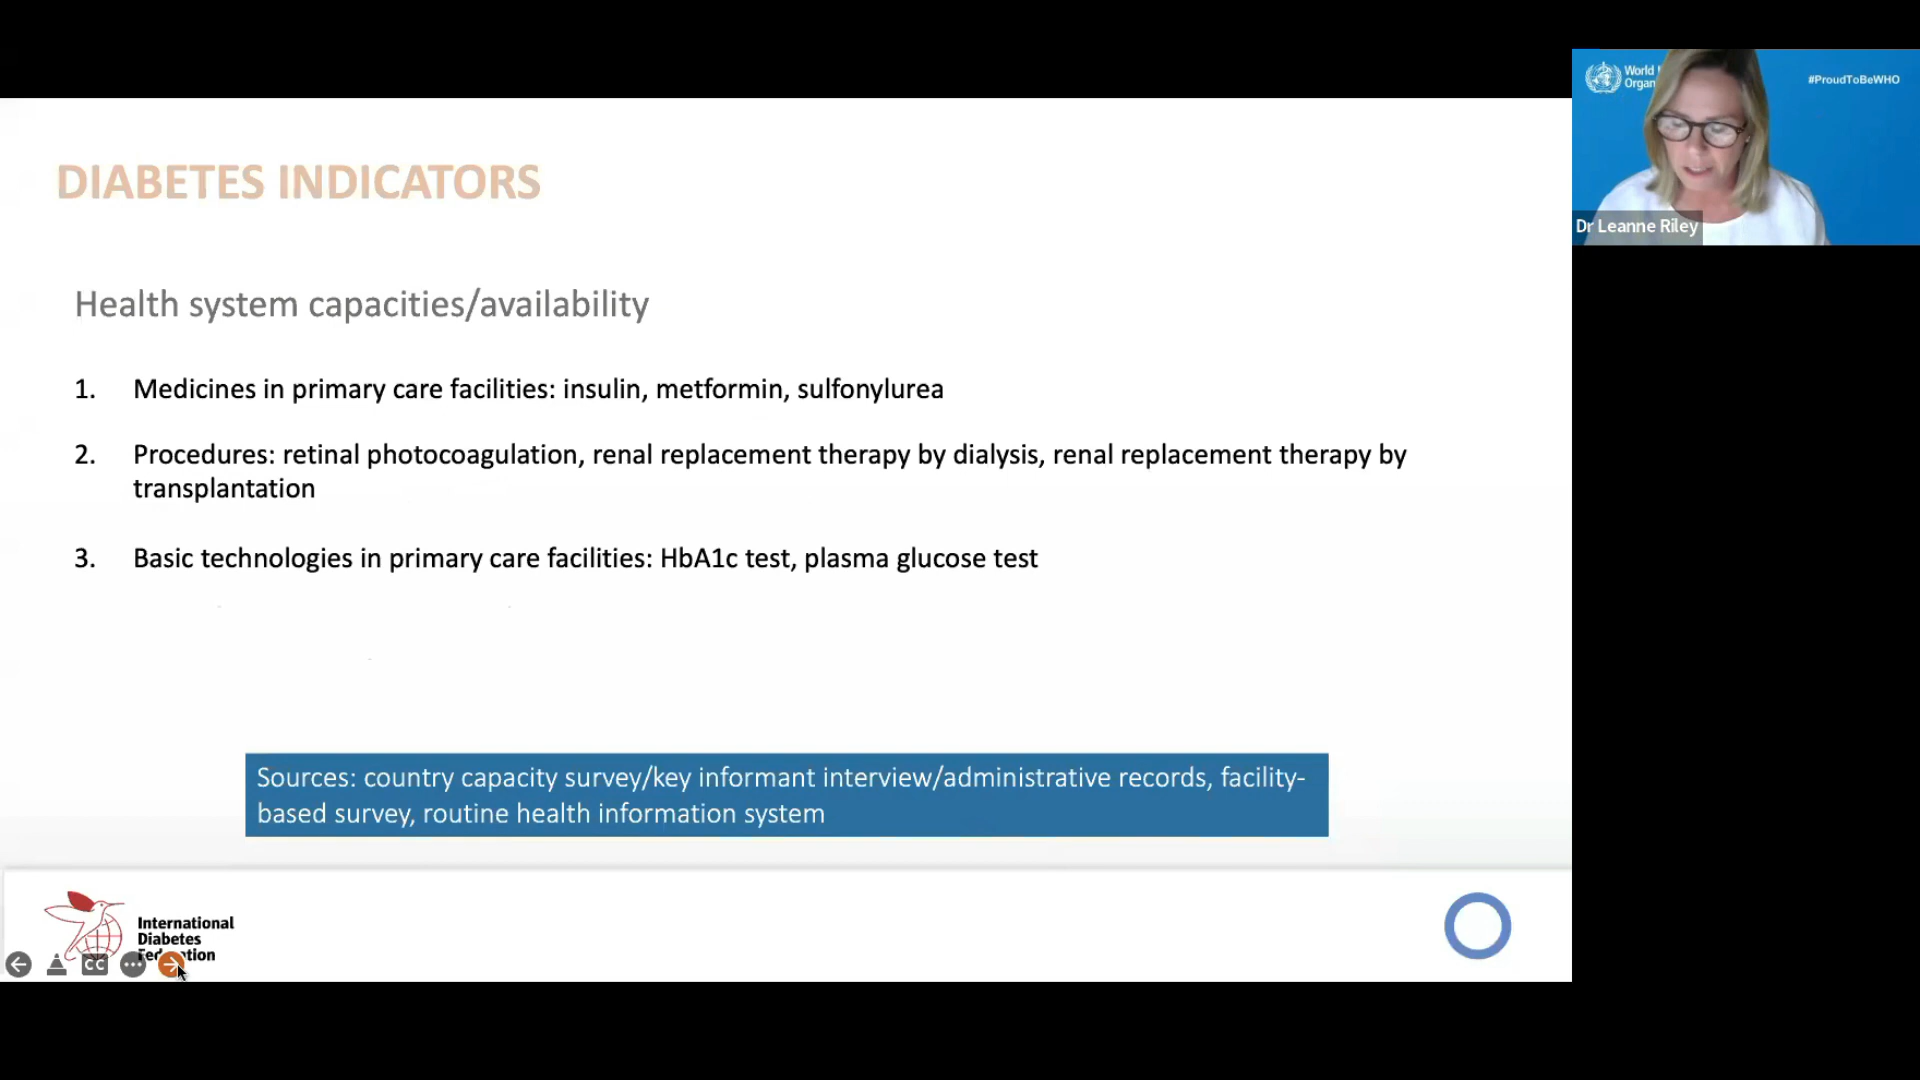 World
Organ
#ProudToBeWHO
Dr Leanne Riley
DIABETES INDICATORS
Health system capacities/availability
1. Medicines in primary care facilities: insulin, metformin, sulfonylurea
2. Procedures: retinal photocoagulation, renal replacement therapy by dialysis, renal replacement therapy by
transplantation
3. Basic technologies in primary care facilities: HbA1c test, plasma glucose test
Sources: country capacity survey/key informant interview/administrative records, facility-
based survey, routine health information system
International
Diabetes
CC